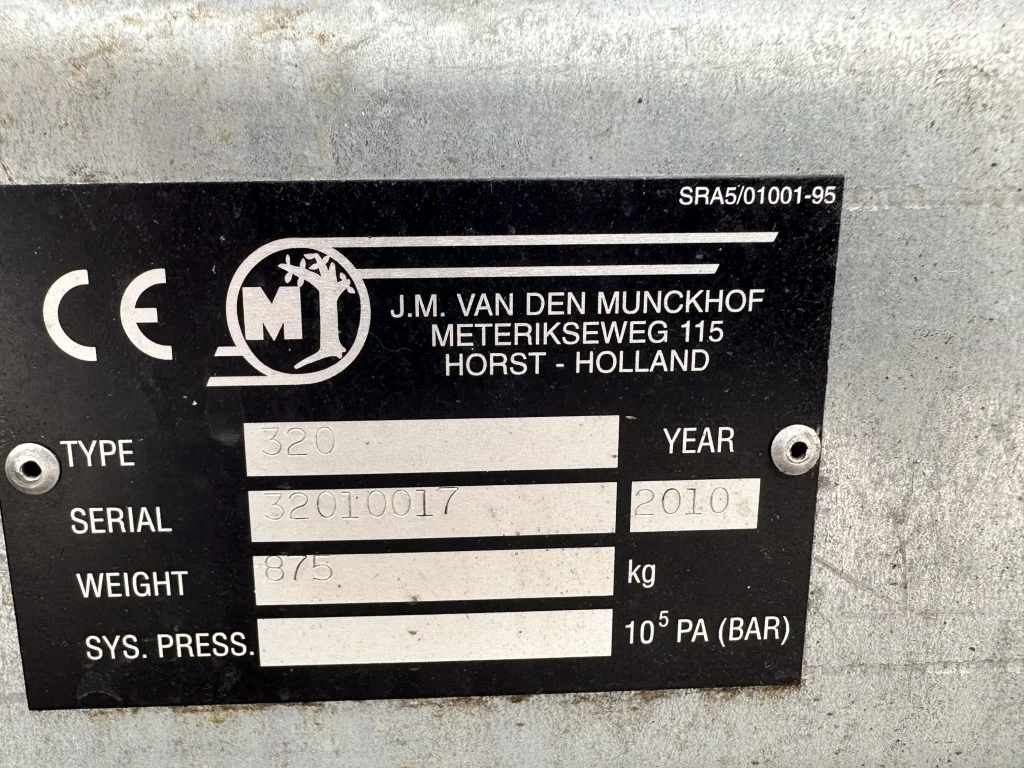 SRA5/01001-95
CE
M
J.M. VAN DEN MUNCKHOF
METERIKSEWEG 115
HORST - HOLLAND
TYPE 320 YEAR
SERIAL 32010017 2010
WEIGHT 875 kg
SYS. PRESS. 10⁵ PA (BAR)